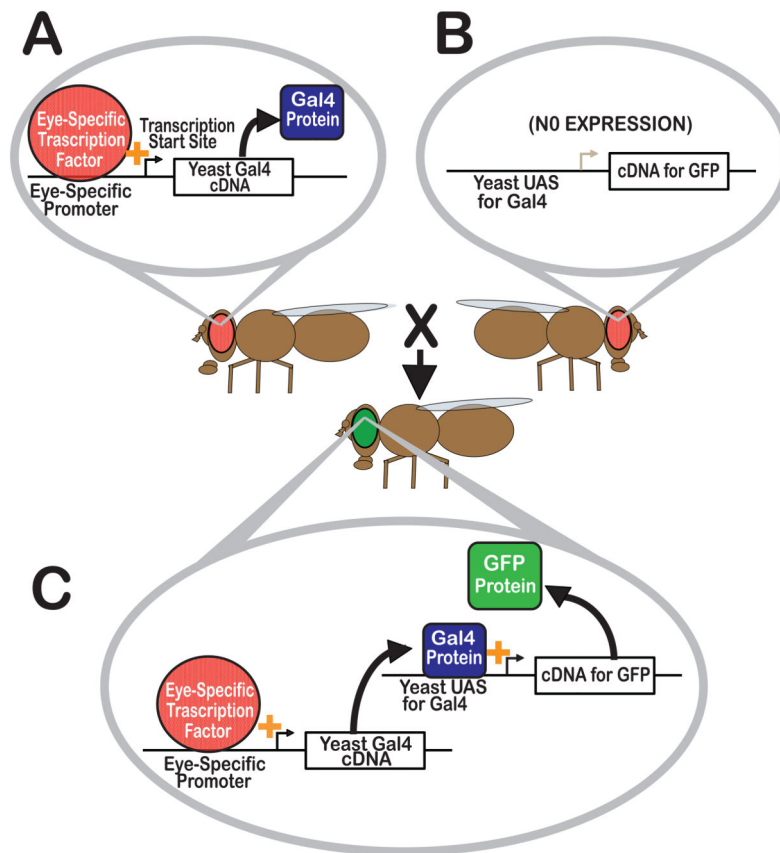 A
Eye-Specific
Trascription
Factor
Transcription
Start Site
Gal4
Protein
Yeast Gal4
cDNA
Eye-Specific
Promoter
B
(N0 EXPRESSION)
Yeast UAS
for Gal4
cDNA for GFP
X
C
GFP
Protein
Gal4
Protein
Yeast UAS
for Gal4
cDNA for GFP
Eye-Specific
Trascription
Factor
Yeast Gal4
cDNA
Eye-Specific
Promoter